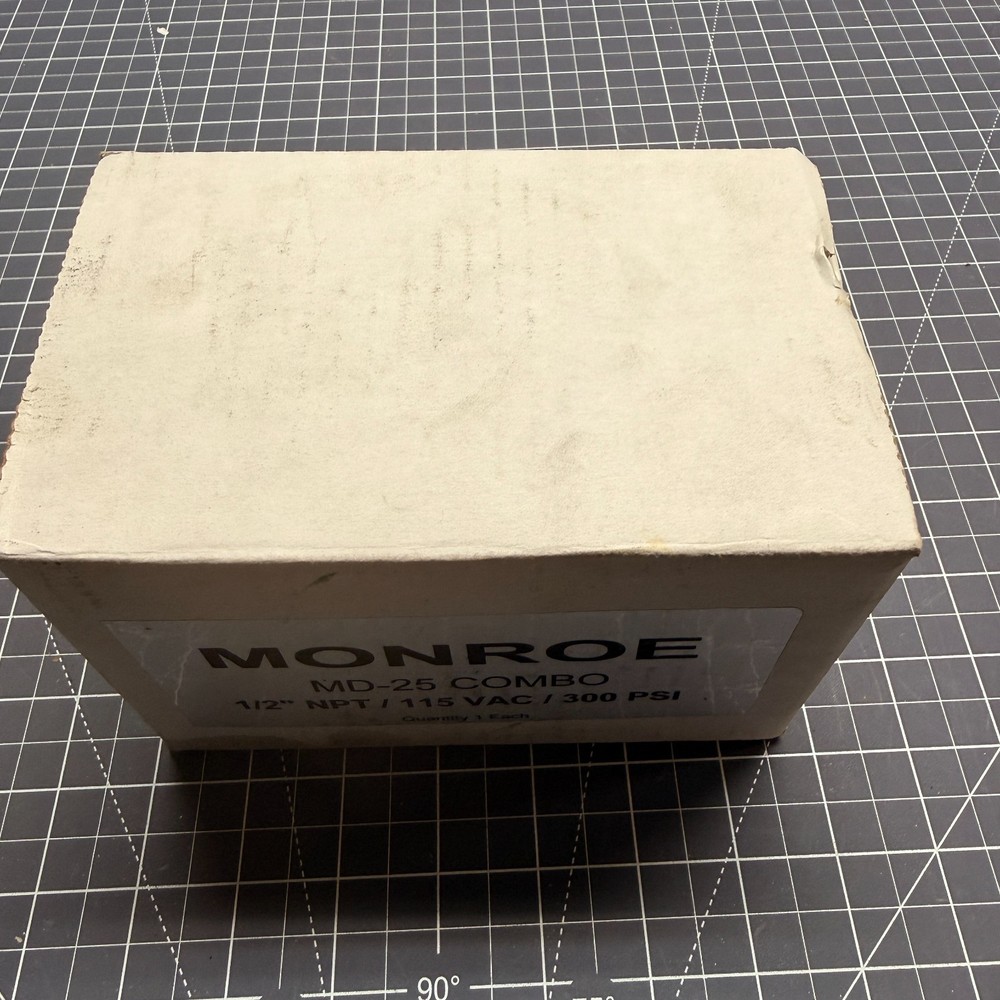 MONROE
MD-25 COMBO
1/2" NPT / 115 VAC / 300 PSI
Quantity 1 Each
90°